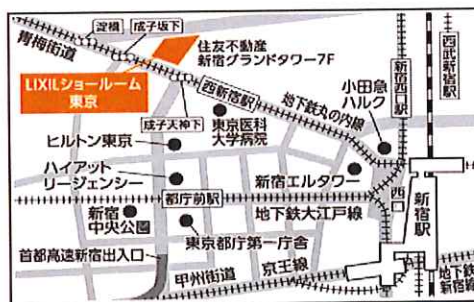 淀橋
成子坂下
青梅街道
住友不動産
新宿グランドタワー7F
LIXILショールーム
東京
成子天神下
西新宿駅
地下鉄丸の内線
小田急
ハルク
新宿西口駅
西武新宿駅
東京医科
大学病院
ヒルトン東京
ハイアット
リージェンシー
新宿エルタワー
西口
新宿駅
都庁前駅
地下鉄大江戸線
新宿
中央公園
東京都庁第一庁舎
首都高速新宿出入口
甲州街道
京王線
地下鉄
新宿線